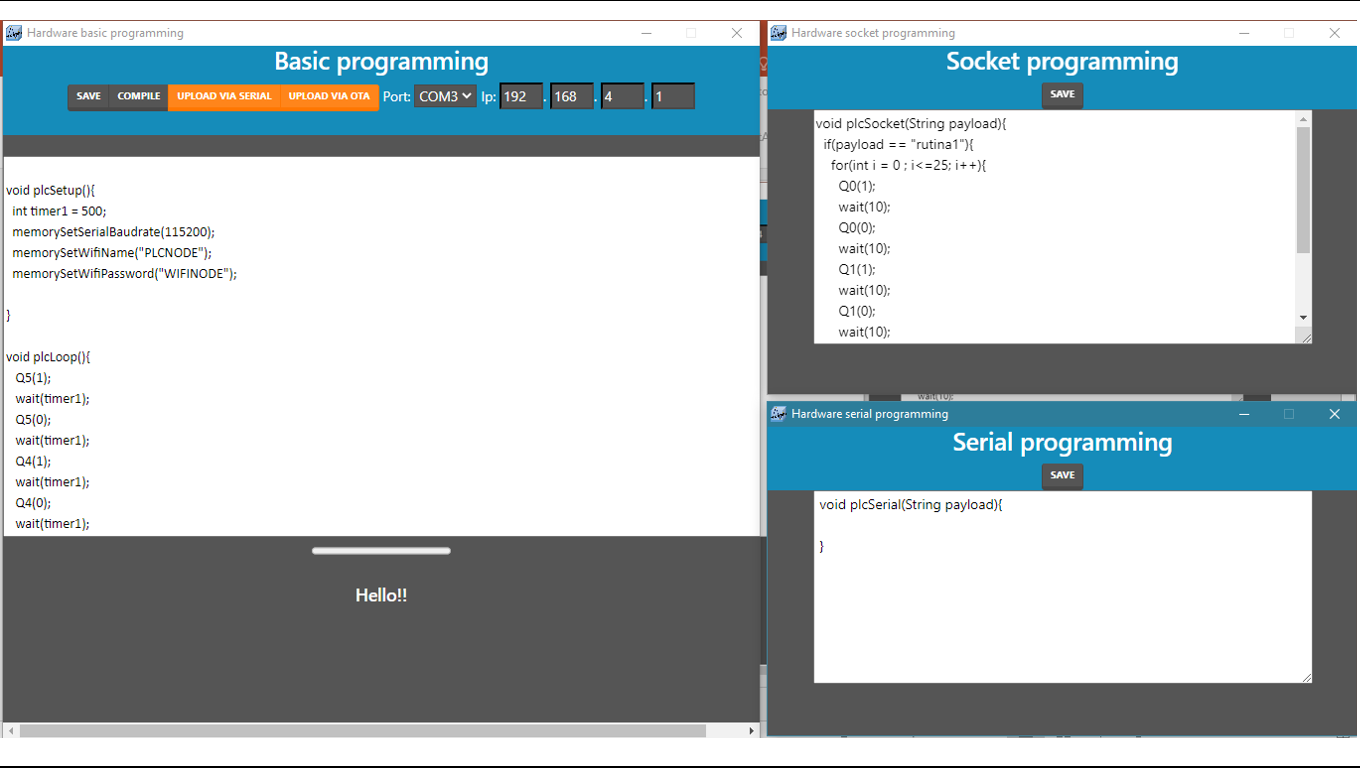 Hardware basic programming
Basic programming
SAVE COMPILE UPLOAD VIA SERIAL UPLOAD VIA OTA Port: COM3 Ip: 192 . 168 . 4 . 1
void plcSetup(){
int timer1 = 500;
memorySetSerialBaudrate(115200);
memorySetWifiName("PLCNODE");
memorySetWifiPassword("WIFINODE");
}
void plcLoop(){
Q5(1);
wait(timer1);
Q5(0);
wait(timer1);
Q4(1);
wait(timer1);
Q4(0);
wait(timer1);
Hello!!
Hardware socket programming
Socket programming
SAVE
void plcSocket(String payload){
if(payload == "rutina1"){
for(int i = 0 ; i<=25; i++){
Q0(1);
wait(10);
Q0(0);
wait(10);
Q1(1);
wait(10);
Q1(0);
wait(10);
wait(10);
Hardware serial programming
Serial programming
SAVE
void plcSerial(String payload){
}